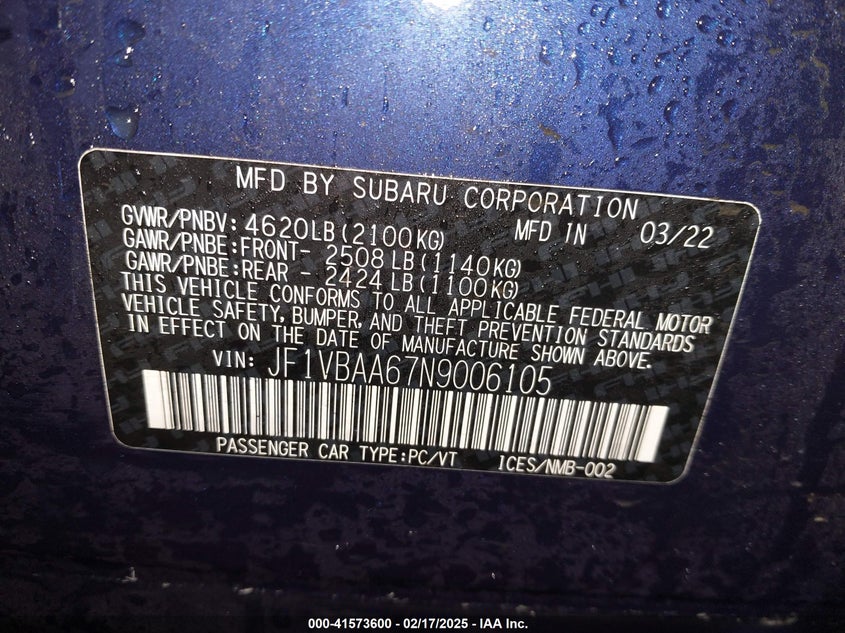 MFD BY SUBARU CORPORATION
GVWR/PNBV: 4620LB(2100KG) MFD IN 03/22
GAWR/PNBE:FRONT- 2508LB(1140KG)
GAWR/PNBE:REAR - 2424LB(1100KG)
THIS VEHICLE CONFORMS TO ALL APPLICABLE FEDERAL MOTOR
VEHICLE SAFETY, BUMPER, AND THEFT PREVENTION STANDARDS
IN EFFECT ON THE DATE OF MANUFACTURE SHOWN ABOVE.
VIN: JF1VBAA67N9006105
PASSENGER CAR TYPE:PC/VT ICES/NMB-002
000-41573600 - 02/17/2025 - IAA Inc.